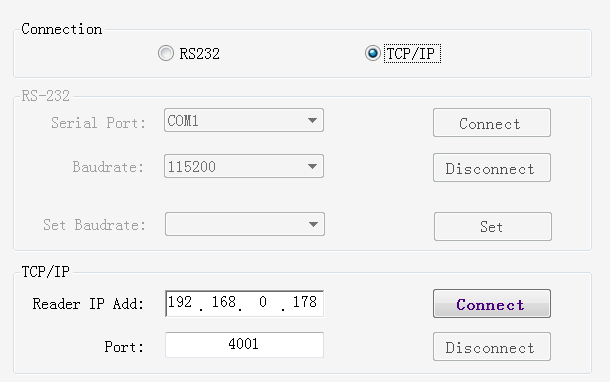 Connection
RS232 TCP/IP
RS-232
Serial Port: COM1 Connect
Baudrate: 115200 Disconnect
Set Baudrate: Set
TCP/IP
Reader IP Add: 192 . 168 . 0 . 178 Connect
Port: 4001 Disconnect